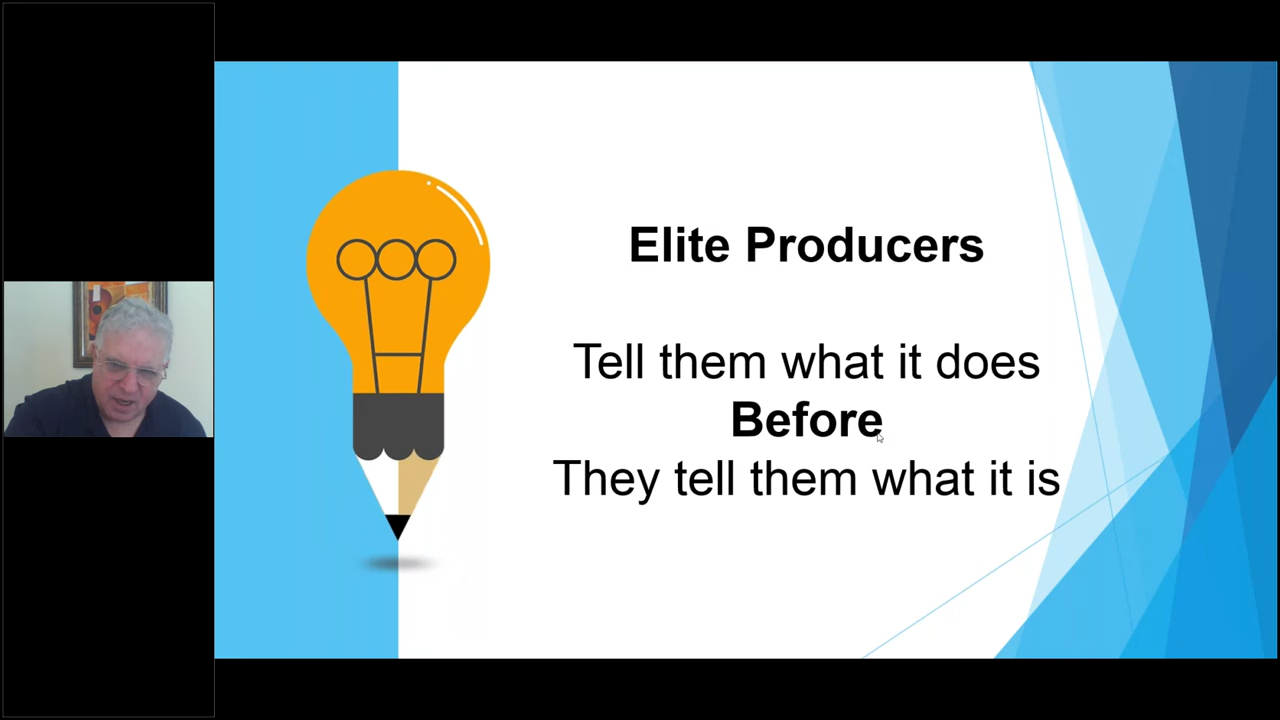 Elite Producers
Tell them what it does
Before
They tell them what it is